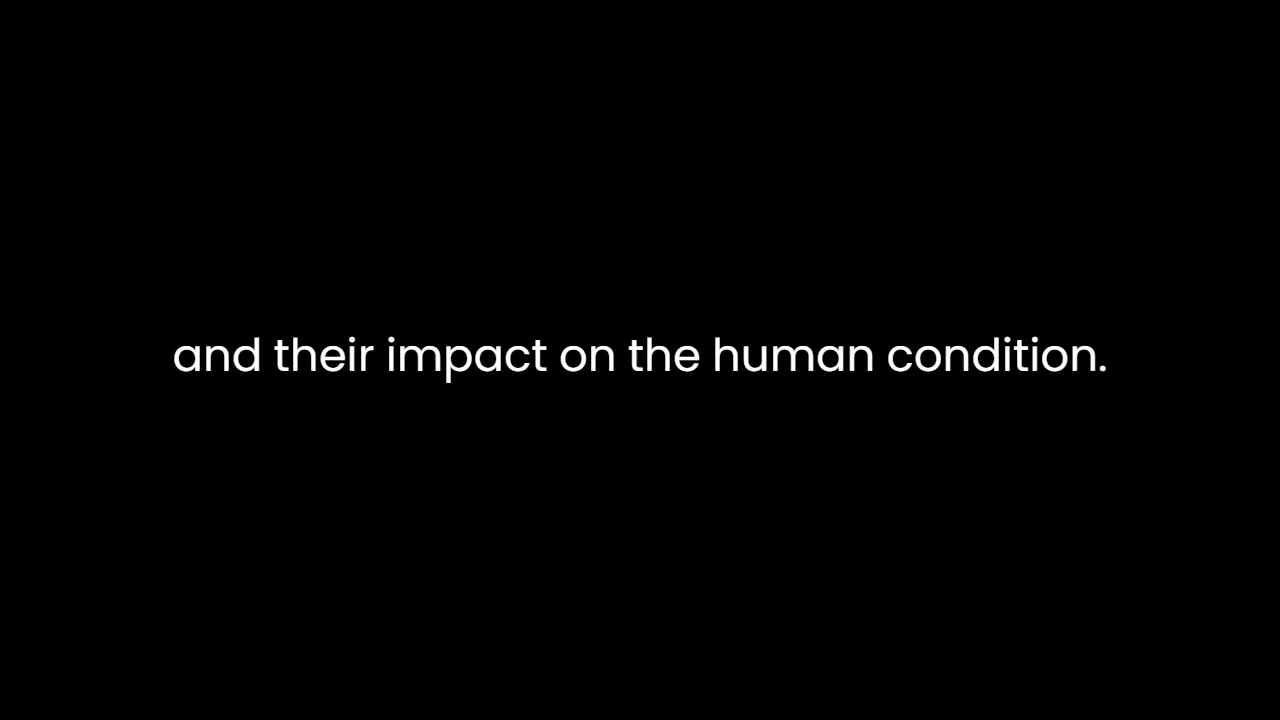 and their impact on the human condition.